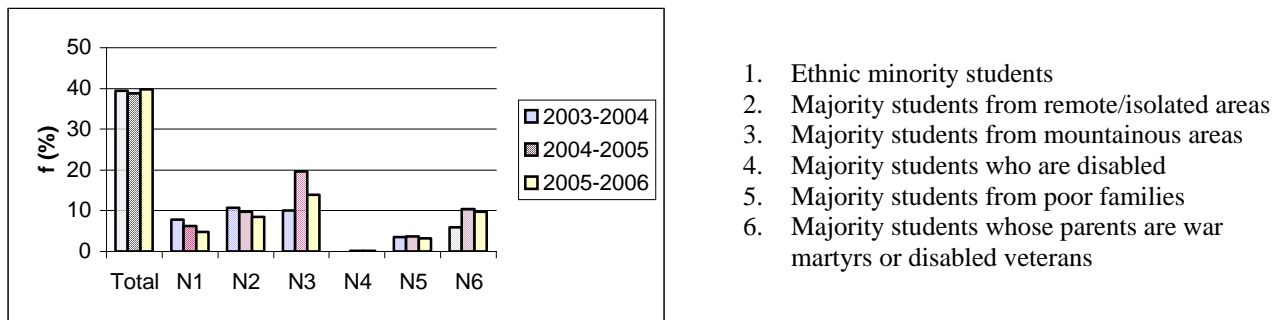 50
40
30
20
10
0
f (%)
Total N1 N2 N3 N4 N5 N6
2003-2004
2004-2005
2005-2006
1. Ethnic minority students
2. Majority students from remote/isolated areas
3. Majority students from mountainous areas
4. Majority students who are disabled
5. Majority students from poor families
6. Majority students whose parents are war
martyrs or disabled veterans